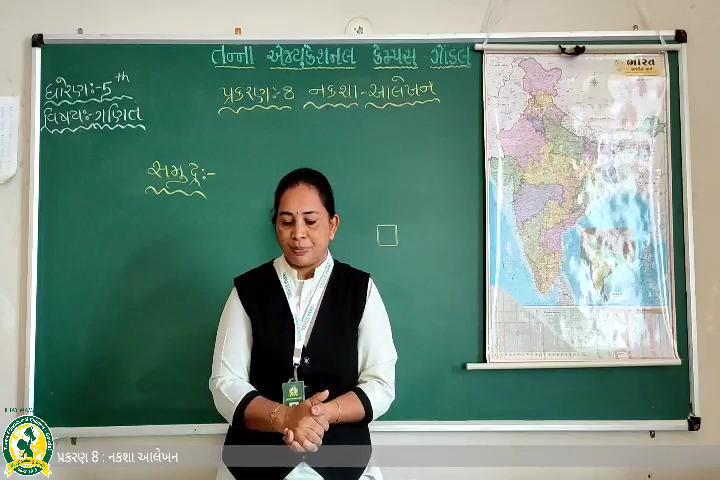 તન્ના એજ્યુકેશનલ કેમ્પસ ગોંડલ
ધોરણ:-5th
પ્રકરણ:-8 નકશા-આલેખન
વિષય:-ગણિત
સમુદ્ર:-
ભારત
પ્રકરણ 8 : નકશા આલેખન